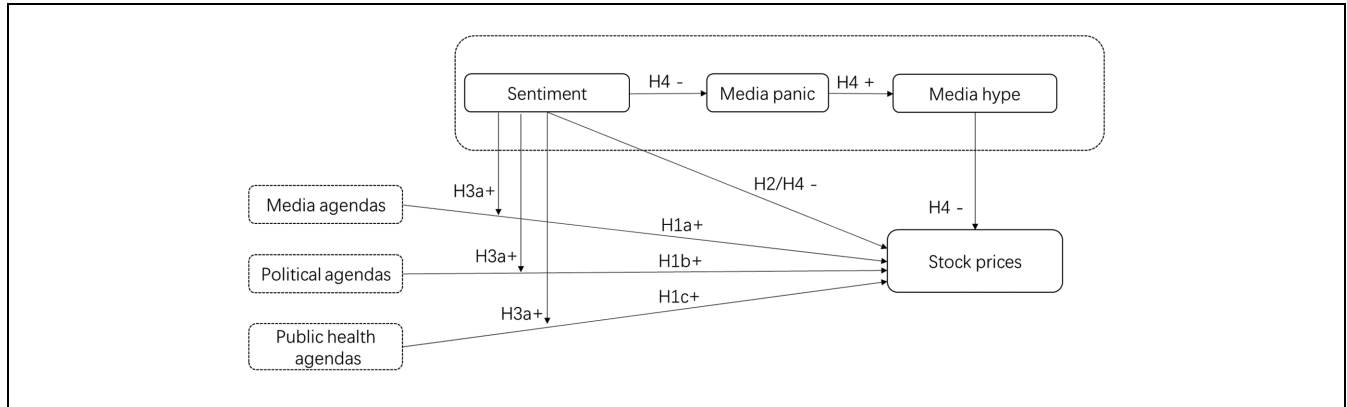 Sentiment
H4 -
Media panic
H4 +
Media hype
H3a+
H2/H4 -
H4 -
Media agendas
H1a+
H3a+
Political agendas
H1b+
Stock prices
H1c+
H3a+
Public health
agendas